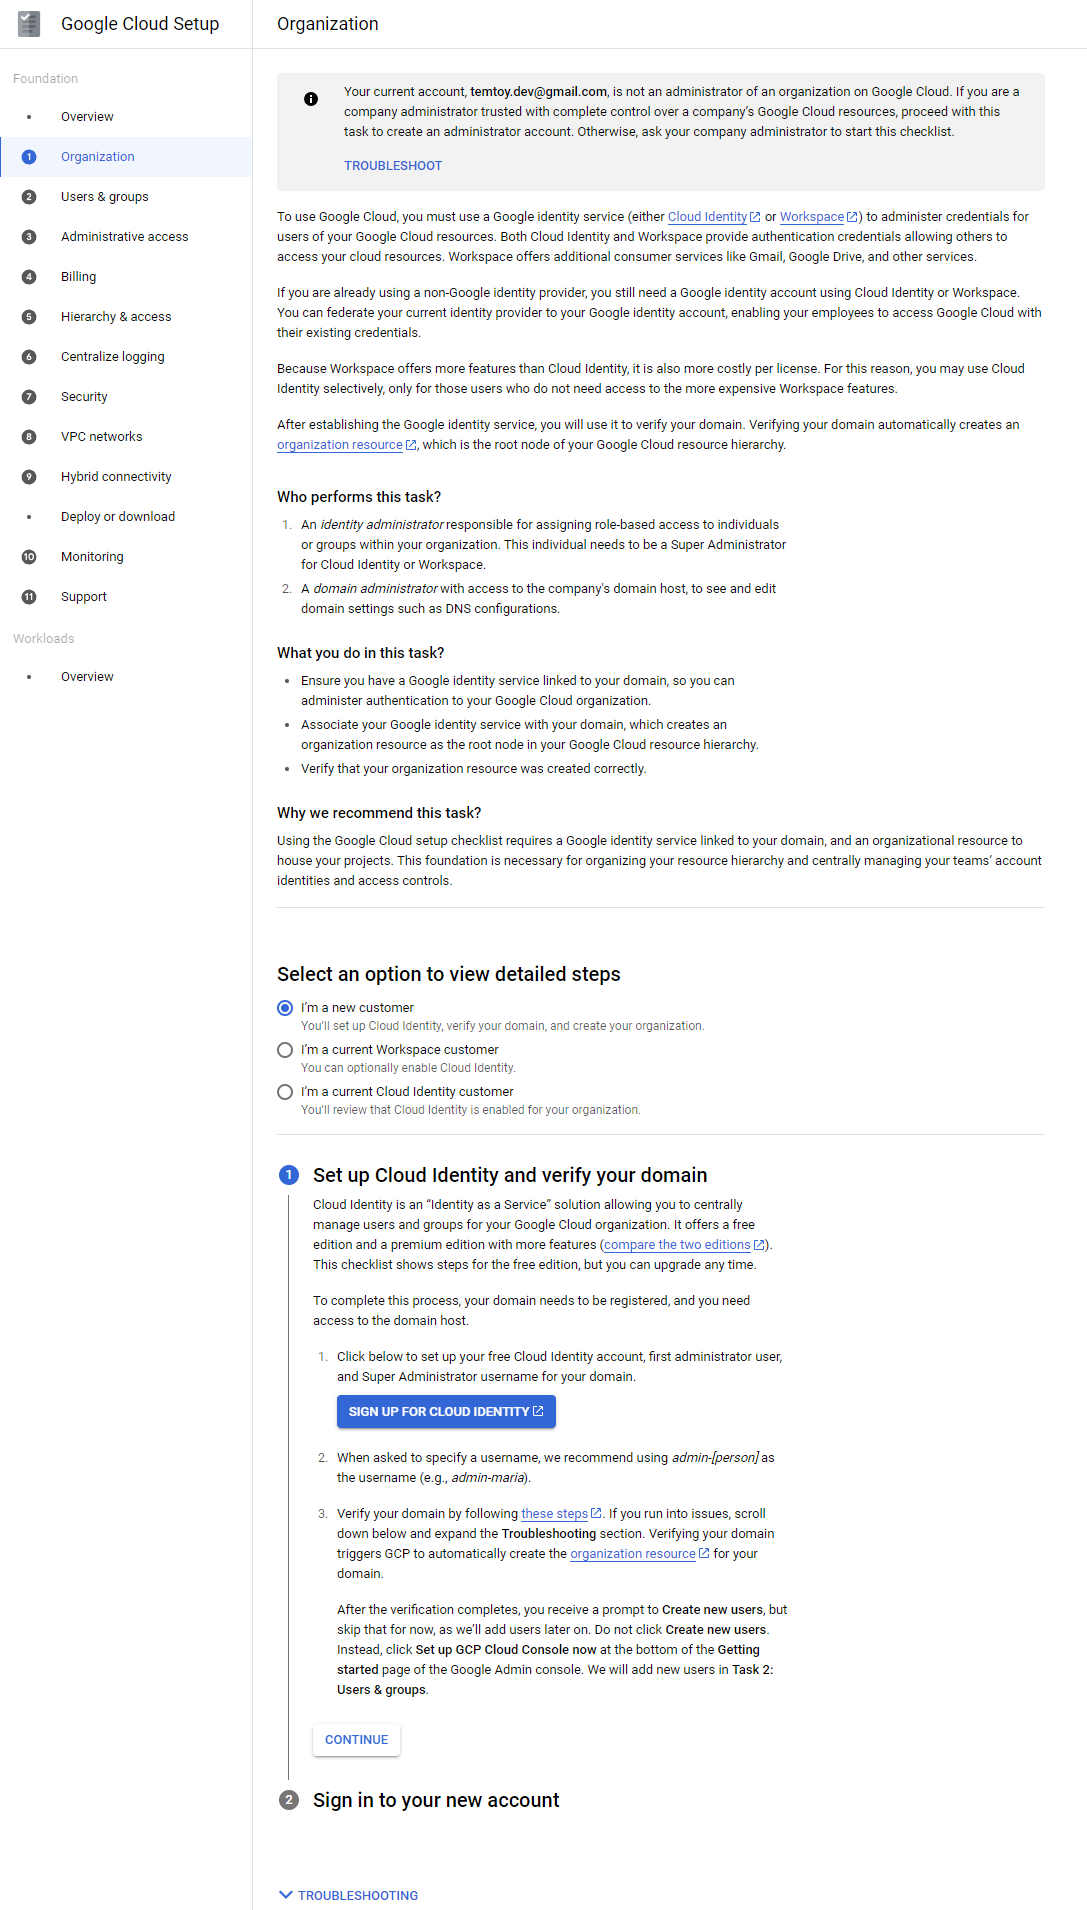 Google Cloud Setup
Organization
Foundation
Overview
1 Organization
2 Users & groups
3 Administrative access
4 Billing
5 Hierarchy & access
6 Centralize logging
7 Security
8 VPC networks
9 Hybrid connectivity
Deploy or download
10 Monitoring
11 Support
Workloads
Overview
Your current account, temtoy.dev@gmail.com, is not an administrator of an organization on Google Cloud. If you are a
company administrator trusted with complete control over a company's Google Cloud resources, proceed with this
task to create an administrator account. Otherwise, ask your company administrator to start this checklist.
TROUBLESHOOT
To use Google Cloud, you must use a Google identity service (either Cloud Identity or Workspace) to administer credentials for
users of your Google Cloud resources. Both Cloud Identity and Workspace provide authentication credentials allowing others to
access your cloud resources. Workspace offers additional consumer services like Gmail, Google Drive, and other services.
If you are already using a non-Google identity provider, you still need a Google identity account using Cloud Identity or Workspace.
You can federate your current identity provider to your Google identity account, enabling your employees to access Google Cloud with
their existing credentials.
Because Workspace offers more features than Cloud Identity, it is also more costly per license. For this reason, you may use Cloud
Identity selectively, only for those users who do not need access to the more expensive Workspace features.
After establishing the Google identity service, you will use it to verify your domain. Verifying your domain automatically creates an
organization resource, which is the root node of your Google Cloud resource hierarchy.
Who performs this task?
1. An identity administrator responsible for assigning role-based access to individuals
or groups within your organization. This individual needs to be a Super Administrator
for Cloud Identity or Workspace.
2. A domain administrator with access to the company's domain host, to see and edit
domain settings such as DNS configurations.
What you do in this task?
• Ensure you have a Google identity service linked to your domain, so you can
administer authentication to your Google Cloud organization.
• Associate your Google identity service with your domain, which creates an
organization resource as the root node in your Google Cloud resource hierarchy.
• Verify that your organization resource was created correctly.
Why we recommend this task?
Using the Google Cloud setup checklist requires a Google identity service linked to your domain, and an organizational resource to
house your projects. This foundation is necessary for organizing your resource hierarchy and centrally managing your teams' account
identities and access controls.
Select an option to view detailed steps
I'm a new customer
You'll set up Cloud Identity, verify your domain, and create your organization.
I'm a current Workspace customer
You can optionally enable Cloud Identity.
I'm a current Cloud Identity customer
You'll review that Cloud Identity is enabled for your organization.
1 Set up Cloud Identity and verify your domain
Cloud Identity is an “Identity as a Service” solution allowing you to centrally
manage users and groups for your Google Cloud organization. It offers a free
edition and a premium edition with more features (compare the two editions).
This checklist shows steps for the free edition, but you can upgrade any time.
To complete this process, your domain needs to be registered, and you need
access to the domain host.
1. Click below to set up your free Cloud Identity account, first administrator user,
and Super Administrator username for your domain.
SIGN UP FOR CLOUD IDENTITY
2. When asked to specify a username, we recommend using admin-[person] as
the username (e.g., admin-maria).
3. Verify your domain by following these steps. If you run into issues, scroll
down below and expand the Troubleshooting section. Verifying your domain
triggers GCP to automatically create the organization resource for your
domain.
After the verification completes, you receive a prompt to Create new users, but
skip that for now, as we'll add users later on. Do not click Create new users.
Instead, click Set up GCP Cloud Console now at the bottom of the Getting
started page of the Google Admin console. We will add new users in Task 2:
Users & groups.
CONTINUE
2 Sign in to your new account
TROUBLESHOOTING